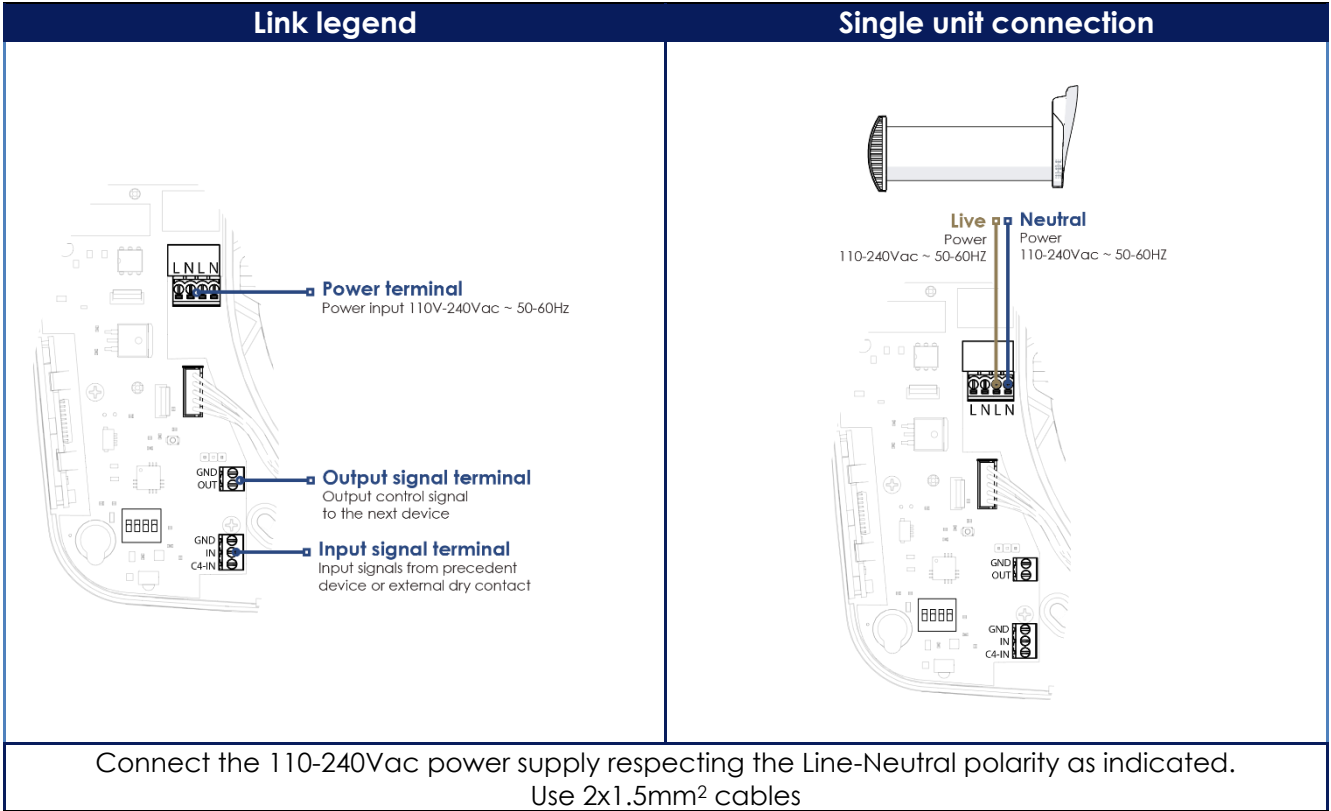 Link legend
Single unit connection
L N L N
Power terminal
Power input 110V-240Vac ~ 50-60Hz
GND
OUT
Output signal terminal
Output control signal
to the next device
GND
IN
C4-IN
Input signal terminal
Input signals from precedent
device or external dry contact
Live
Power
110-240Vac ~ 50-60HZ
Neutral
Power
110-240Vac ~ 50-60HZ
L N L N
GND
OUT
GND
IN
C4-IN
Connect the 110-240Vac power supply respecting the Line-Neutral polarity as indicated.
Use 2x1.5mm² cables